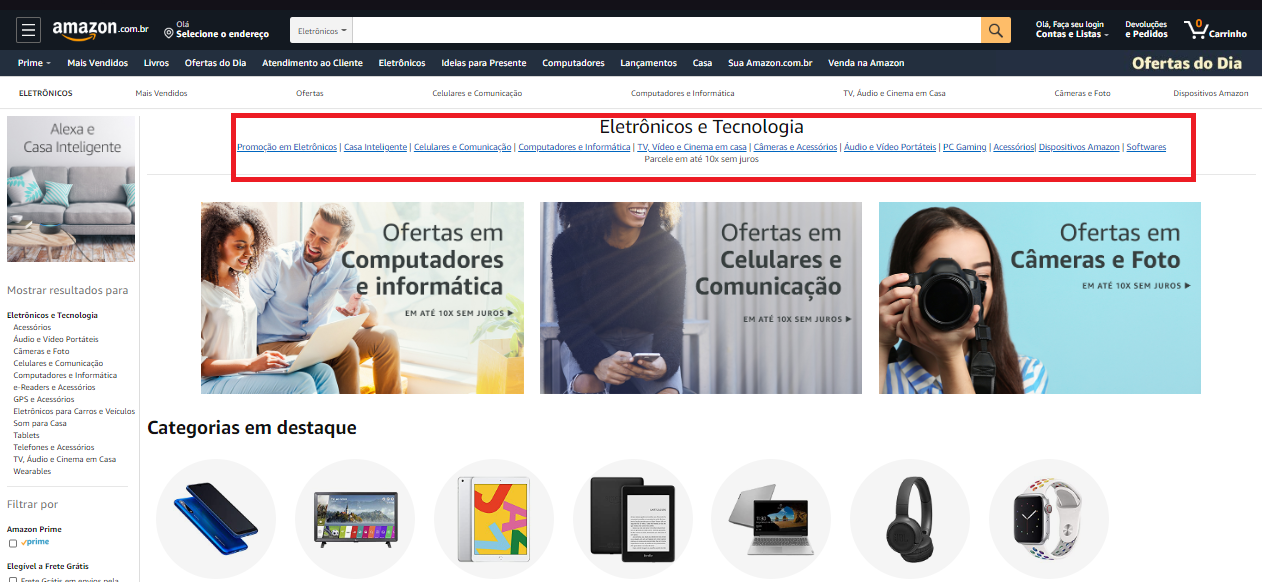 Olá
amazon.com.br
Selecione o endereço
Eletrônicos
Olá, Faça seu login
Contas e Listas
Devoluções
e Pedidos
0
Carrinho
Prime
Mais Vendidos
Livros
Ofertas do Dia
Atendimento ao Cliente
Eletrônicos
Ideias para Presente
Computadores
Lançamentos
Casa
Sua Amazon.com.br
Venda na Amazon
Ofertas do Dia
ELETRÔNICOS
Mais Vendidos
Ofertas
Celulares e Comunicação
Computadores e Informática
TV, Áudio e Cinema em Casa
Câmeras e Foto
Dispositivos Amazon
Alexa e
Casa Inteligente
Eletrônicos e Tecnologia
Promoção em Eletrônicos | Casa Inteligente | Celulares e Comunicação | Computadores e Informática | TV, Vídeo e Cinema em casa | Câmeras e Acessórios | Áudio e Vídeo Portáteis | PC Gaming | Acessórios| Dispositivos Amazon | Softwares
Parcele em até 10x sem juros
Ofertas em
Computadores
e informática
EM ATÉ 10X SEM JUROS
Ofertas em
Celulares e
Comunicação
EM ATÉ 10X SEM JUROS
Ofertas em
Câmeras e Foto
EM ATÉ 10X SEM JUROS
Mostrar resultados para
Eletrônicos e Tecnologia
Acessórios
Áudio e Vídeo Portáteis
Câmeras e Foto
Celulares e Comunicação
Computadores e Informática
e-Readers e Acessórios
GPS e Acessórios
Eletrônicos para Carros e Veículos
Som para Casa
Tablets
Telefones e Acessórios
TV, Áudio e Cinema em Casa
Wearables
Filtrar por
Amazon Prime
prime
Elegível a Frete Grátis
Frete Grátis em envios pela
Categorias em destaque